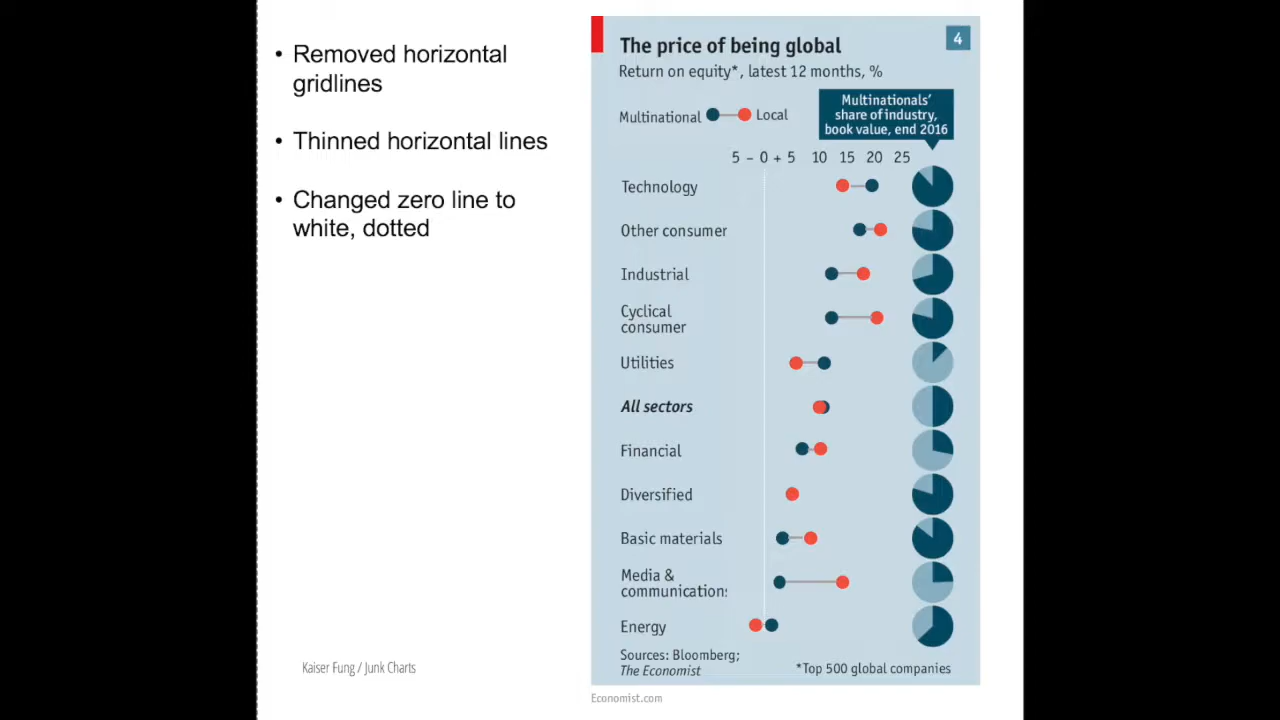 • Removed horizontal
gridlines
• Thinned horizontal lines
• Changed zero line to
white, dotted
The price of being global
4
Return on equity*, latest 12 months, %
Multinational Local
Multinationals'
share of industry,
book value, end 2016
5 – 0 + 5 10 15 20 25
Technology
Other consumer
Industrial
Cyclical
consumer
Utilities
All sectors
Financial
Diversified
Basic materials
Media &
communications
Energy
Sources: Bloomberg;
The Economist
*Top 500 global companies
Economist.com
Kaiser Fung / Junk Charts